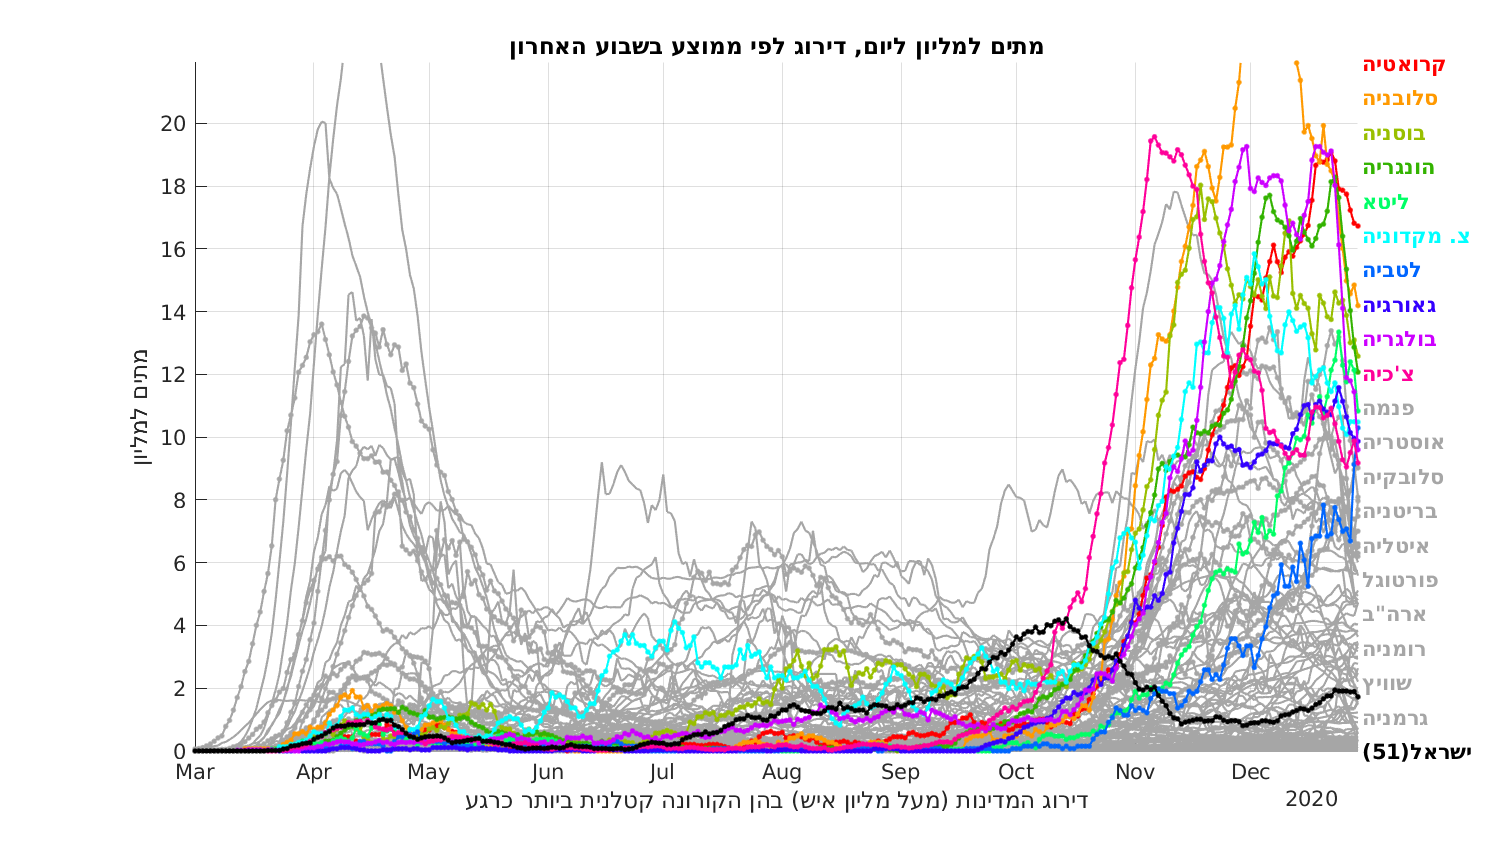 מתים למליון ליום, דירוג לפי ממוצע בשבוע האחרון
קרואטיה
סלובניה
בוסניה
הונגריה
ליטא
צ. מקדוניה
לטביה
גאורגיה
בולגריה
צ'כיה
פנמה
אוסטריה
סלובקיה
בריטניה
איטליה
פורטוגל
ארה"ב
רומניה
שוויץ
גרמניה
ישראל(51)
מתים למליון
20
18
16
14
12
10
8
6
4
2
0
Mar Apr May Jun Jul Aug Sep Oct Nov Dec
2020
דירוג המדינות (מעל מליון איש) בהן הקורונה קטלנית ביותר כרגע